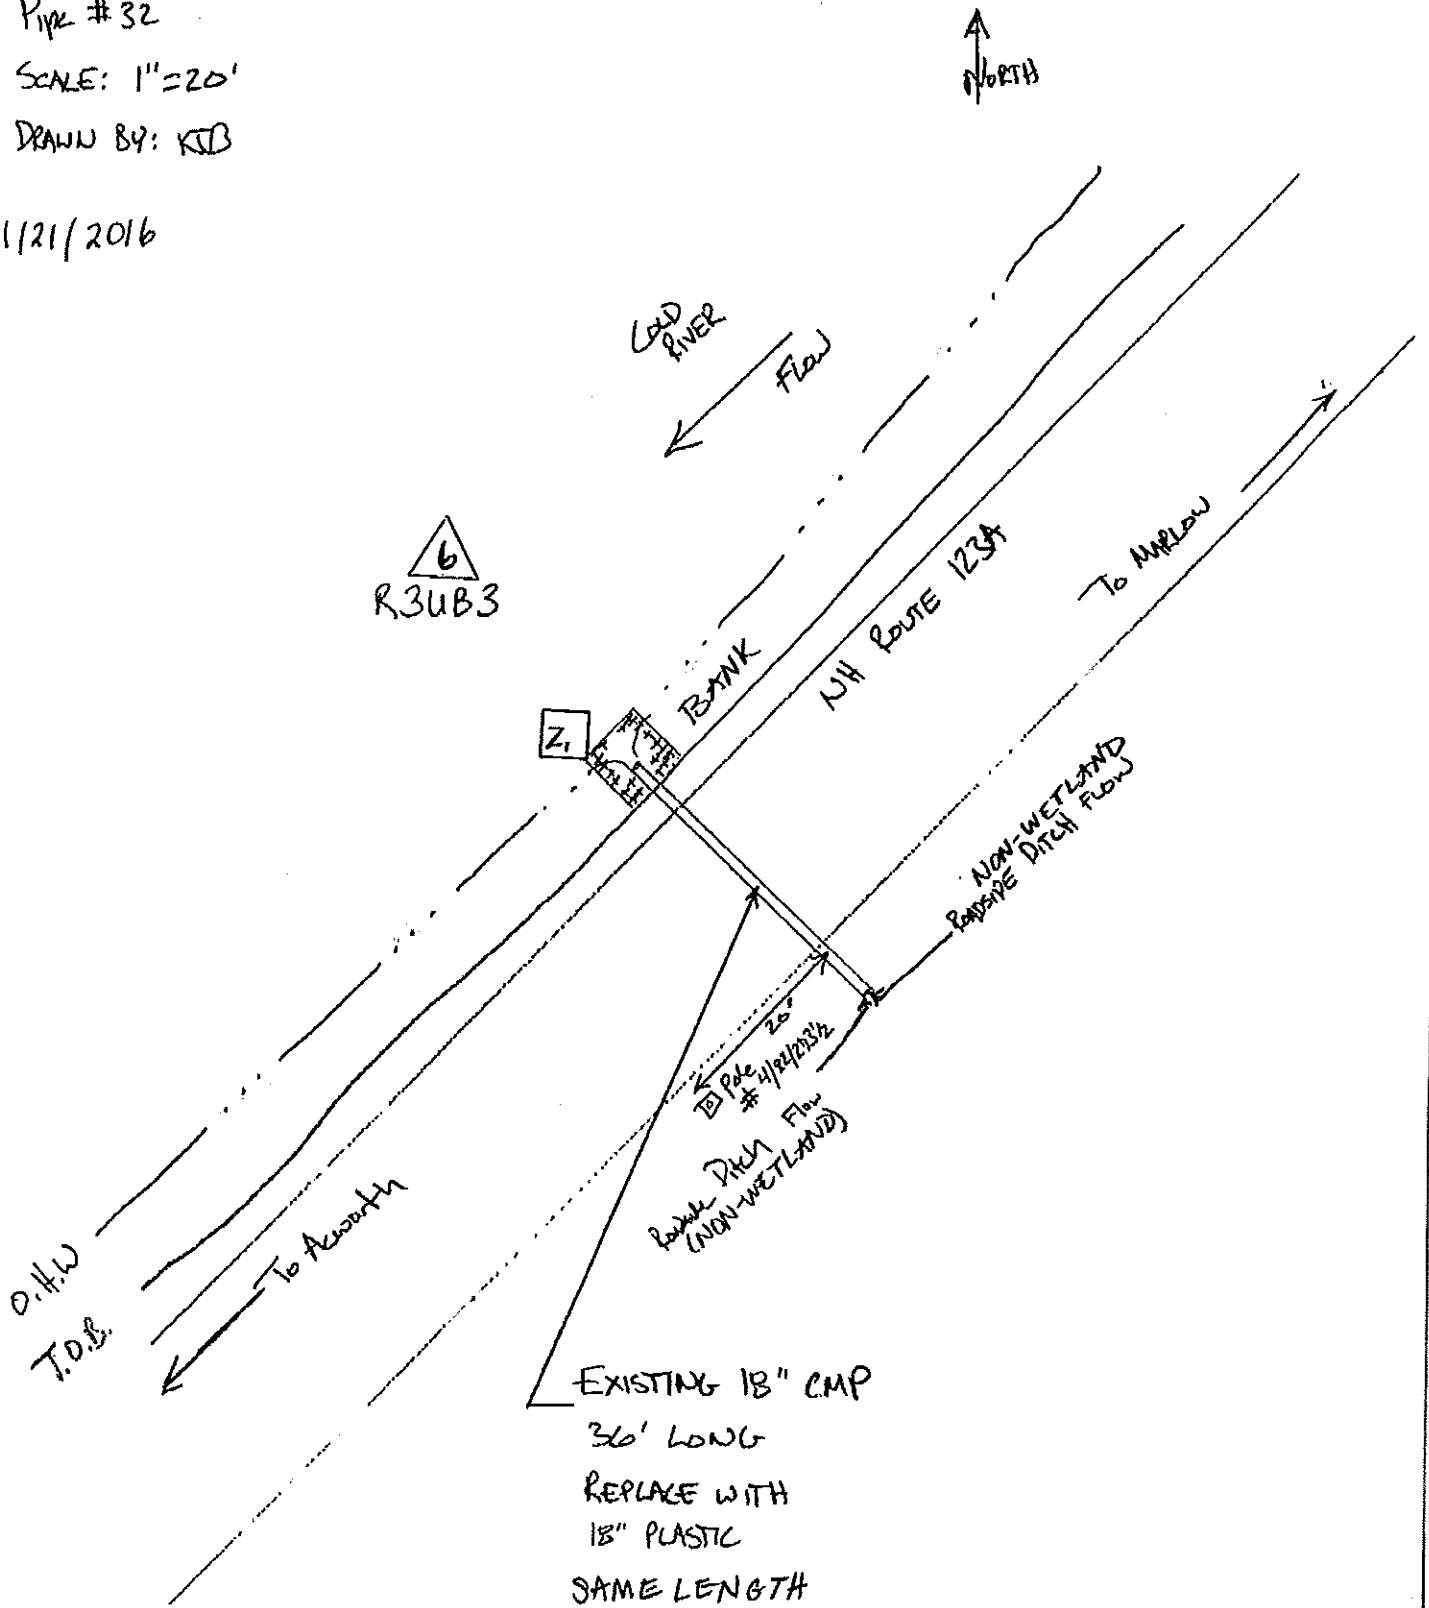 Pipe #32
SCALE: 1"=20'
DRAWN BY: KJB
1/21/2016
NORTH
COLD
RIVER
FLOW
6
R3UB3
TO MARLOW
NH ROUTE 123A
BANK
Z1
NON-WETLAND
ROADSIDE DITCH FLOW
20'
Pole
Ditch Flow
(NON-WETLAND)
To Acworth
O.H.W
T.O.B.
EXISTING 18" CMP
36' LONG
REPLACE WITH
18" PLASTIC
SAME LENGTH